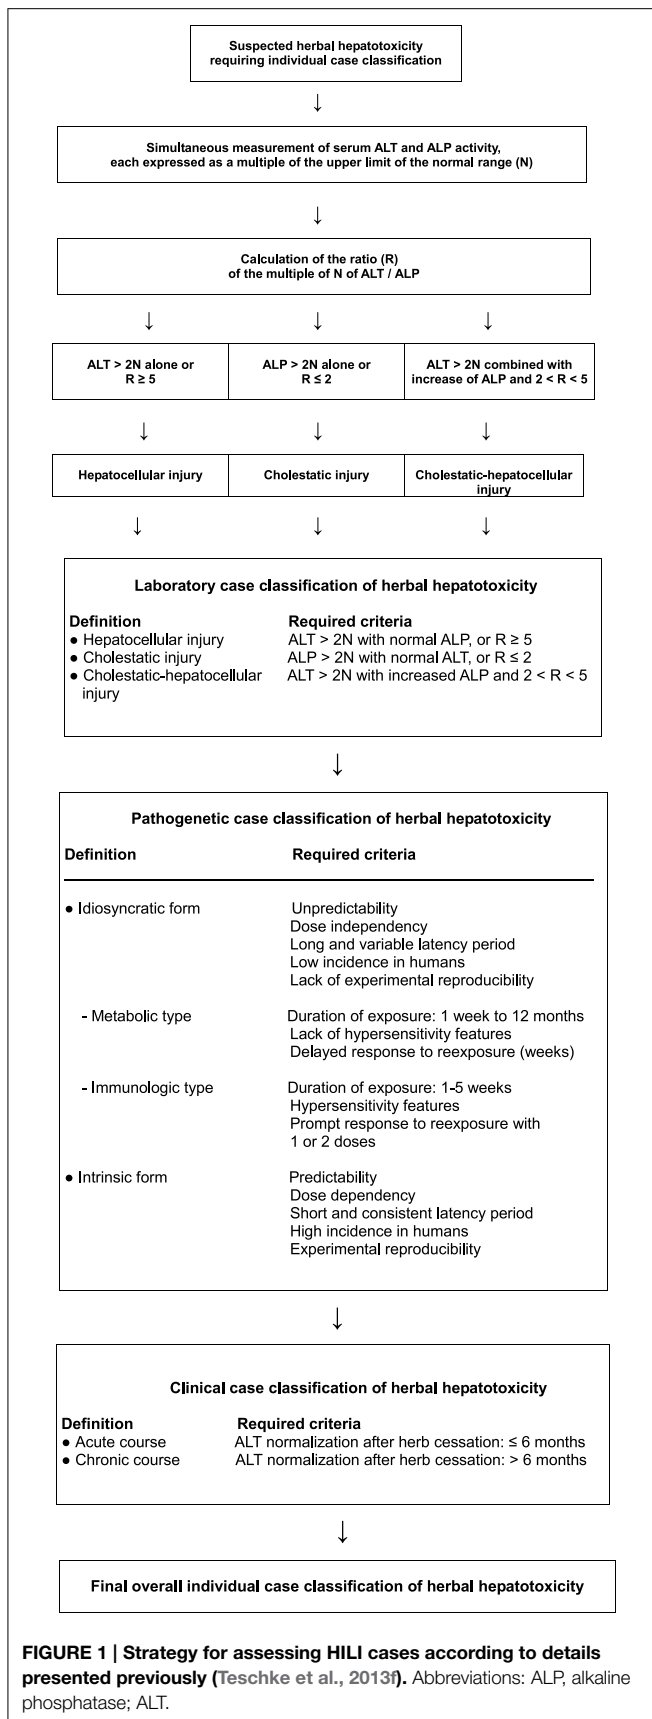 Suspected herbal hepatotoxicity
requiring individual case classification
↓
Simultaneous measurement of serum ALT and ALP activity,
each expressed as a multiple of the upper limit of the normal range (N)
↓
Calculation of the ratio (R)
of the multiple of N of ALT / ALP
↓ ↓ ↓
ALT > 2N alone or
R ≥ 5
ALP > 2N alone or
R ≤ 2
ALT > 2N combined with
increase of ALP and 2 < R < 5
↓ ↓ ↓
Hepatocellular injury
Cholestatic injury
Cholestatic-hepatocellular
injury
↓ ↓ ↓
Laboratory case classification of herbal hepatotoxicity
Definition Required criteria
● Hepatocellular injury ALT > 2N with normal ALP, or R ≥ 5
● Cholestatic injury ALP > 2N with normal ALT, or R ≤ 2
● Cholestatic-hepatocellular ALT > 2N with increased ALP and 2 < R < 5
injury
↓
Pathogenetic case classification of herbal hepatotoxicity
Definition Required criteria
● Idiosyncratic form Unpredictability
Dose independency
Long and variable latency period
Low incidence in humans
Lack of experimental reproducibility
- Metabolic type Duration of exposure: 1 week to 12 months
Lack of hypersensitivity features
Delayed response to reexposure (weeks)
- Immunologic type Duration of exposure: 1-5 weeks
Hypersensitivity features
Prompt response to reexposure with
1 or 2 doses
● Intrinsic form Predictability
Dose dependency
Short and consistent latency period
High incidence in humans
Experimental reproducibility
↓
Clinical case classification of herbal hepatotoxicity
Definition Required criteria
● Acute course ALT normalization after herb cessation: ≤ 6 months
● Chronic course ALT normalization after herb cessation: > 6 months
↓
Final overall individual case classification of herbal hepatotoxicity
FIGURE 1 | Strategy for assessing HILI cases according to details
presented previously (Teschke et al., 2013f). Abbreviations: ALP, alkaline
phosphatase; ALT.